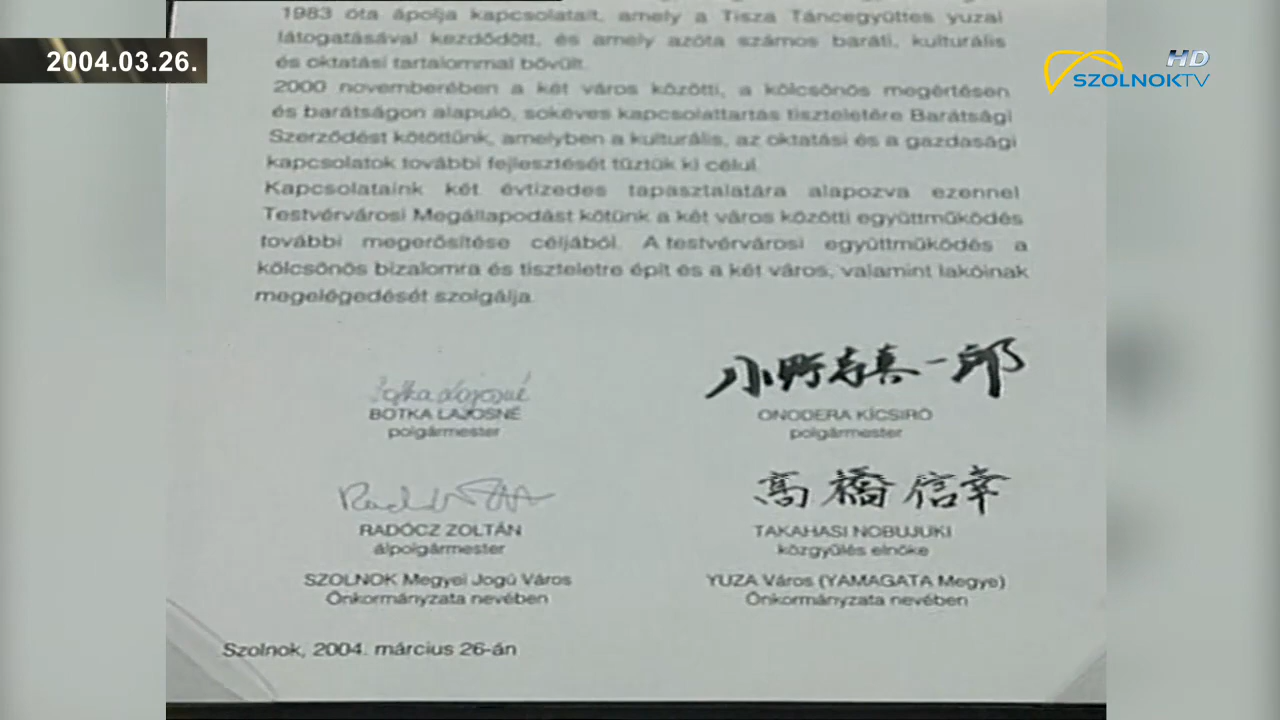 2004.03.26.
HD
SZOLNOKTV
1983 óta ápolja kapcsolatait, amely a Tisza Táncegyüttes yuzai
látogatásával kezdődött, és amely azóta számos baráti, kulturális
és oktatási tartalommal bővült.
2000 novemberében a két város közötti, a kölcsönös megértésen
és barátságon alapuló, sokéves kapcsolattartás tiszteletére Barátsági
Szerződést kötöttünk, amelyben a kulturális, az oktatási és a gazdasági
kapcsolatok további fejlesztését tűztük ki célul.
Kapcsolataink két évtizedes tapasztalatára alapozva ezennel
Testvérvárosi Megállapodást kötünk a két város közötti együttműködés
további megerősítése céljából. A testvérvárosi együttműködés a
kölcsönös bizalomra és tiszteletre épít és a két város, valamint lakóinak
megelégedését szolgálja.
Botka Lajosné
BOTKA LAJOSNÉ
polgármester
小野寺真一郎
ONODERA KÍCSIRÓ
polgármester
RADÓCZ ZOLTÁN
alpolgármester
高橋信幸
TAKAHASI NOBUJUKI
közgyűlés elnöke
SZOLNOK Megyei Jogú Város
Önkormányzata nevében
YUZA Város (YAMAGATA Megye)
Önkormányzata nevében
Szolnok, 2004. március 26-án